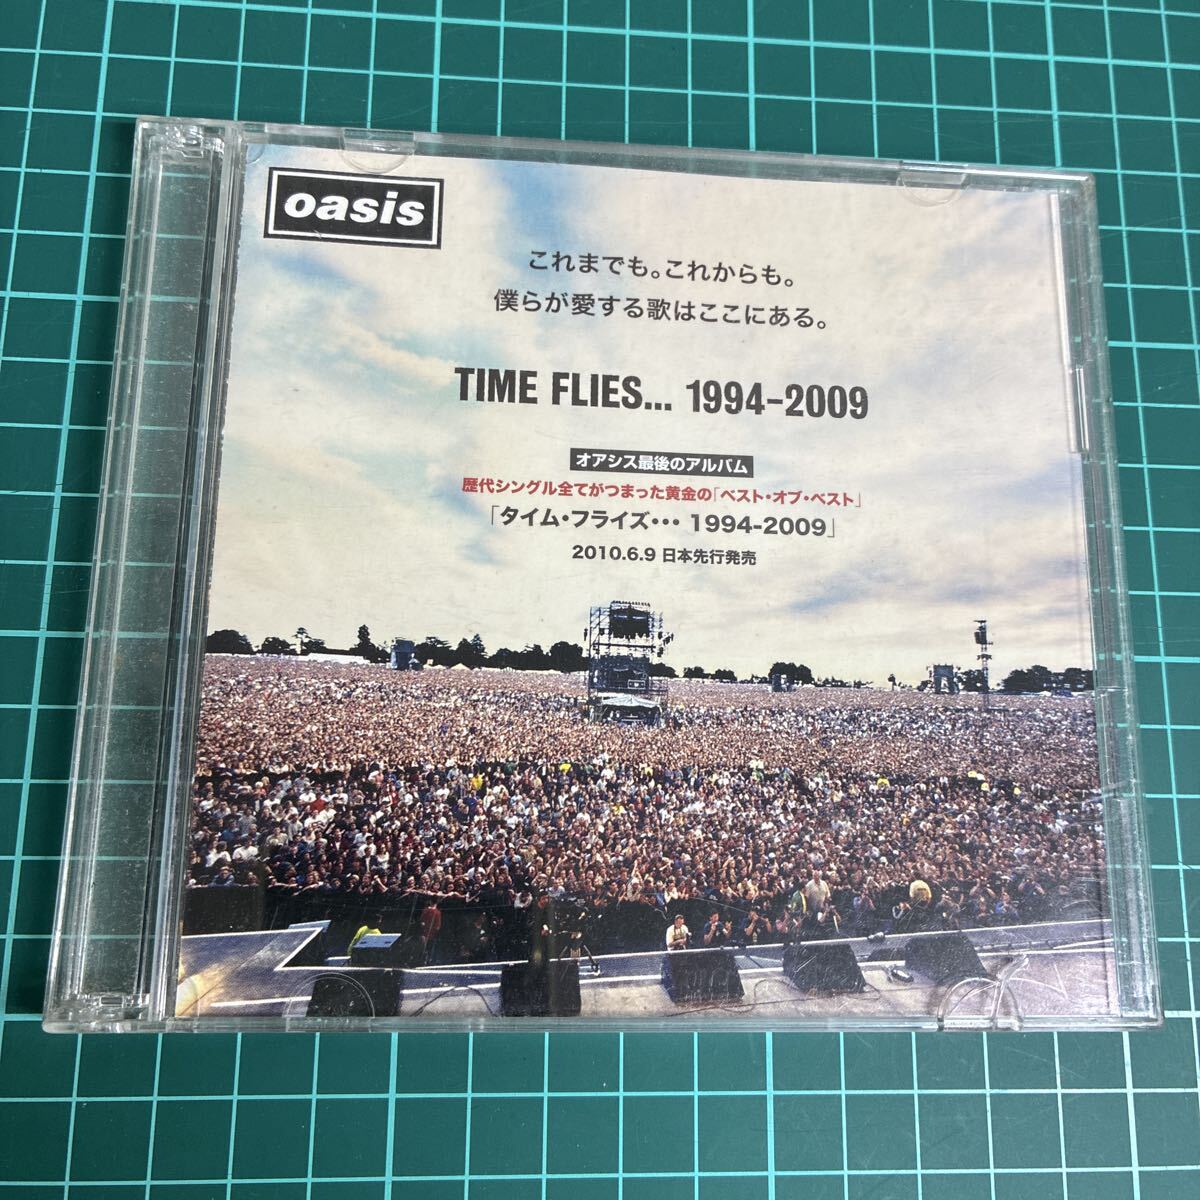 oasis
これまでも。これからも。
僕らが愛する歌はここにある。
TIME FLIES... 1994-2009
オアシス最後のアルバム
歴代シングル全てがつまった黄金の「ベスト・オブ・ベスト」
「タイム・フライズ・・・ 1994-2009」
2010.6.9 日本先行発売